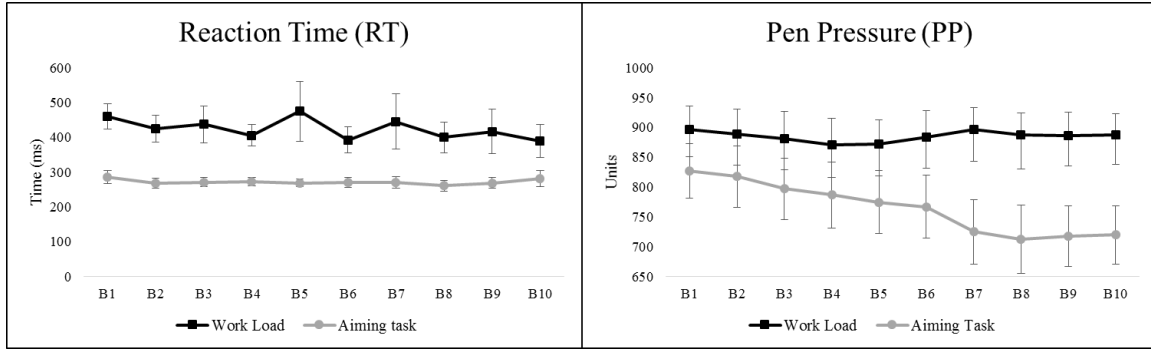 Reaction Time (RT)
Time (ms)
600
500
400
300
200
100
0
B1 B2 B3 B4 B5 B6 B7 B8 B9 B10
Work Load Aiming task
Pen Pressure (PP)
Units
1000
950
900
850
800
750
700
650
B1 B2 B3 B4 B5 B6 B7 B8 B9 B10
Work Load Aiming Task